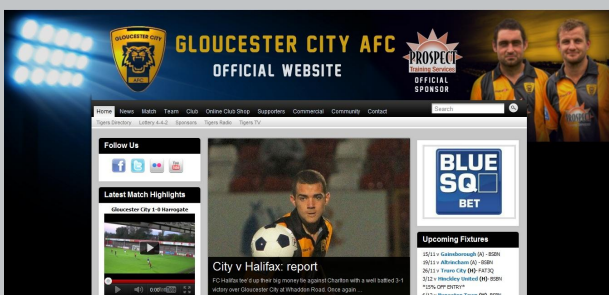 GLOUCESTER CITY
AFC
GLOUCESTER CITY AFC
OFFICIAL WEBSITE
PROSPECT
Training Services
OFFICIAL
SPONSOR
Home News Match Team Club Online Club Shop Supporters Commercial Community Contact
Search
Tigers Directory Lottery 4-4-2 Sponsors Tigers Radio Tigers TV
Follow Us
Latest Match Highlights
Gloucester City 1-0 Harrogate
0:00
City v Halifax: report
FC Halifax tee'd up their big money tie against Charlton with a well battled 3-1
victory over Gloucester City at Whaddon Road. Once again....
BLUE
SQ
BET
Upcoming Fixtures
15/11 v Gainsborough (A) - BSBN
19/11 v Altrincham (A) - BSBN
26/11 v Truro City (H)- FAT3Q
3/12 v Hinckley United (H)- BSBN
*15% OFF ENTRY*